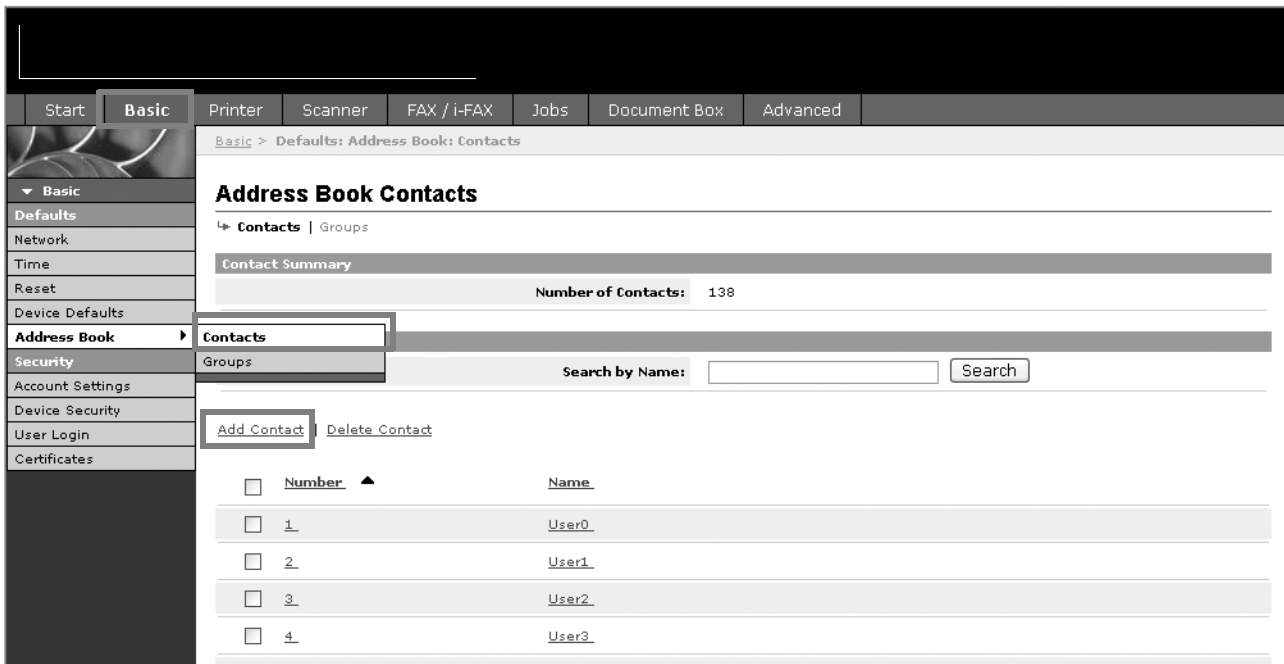 Start Basic Printer Scanner FAX / i-FAX Jobs Document Box Advanced
Basic > Defaults: Address Book: Contacts
Basic
Defaults
Network
Time
Reset
Device Defaults
Address Book
Security
Account Settings
Device Security
User Login
Certificates
Contacts
Groups
Address Book Contacts
Contacts | Groups
Contact Summary
Number of Contacts: 138
Search by Name: Search
Add Contact | Delete Contact
Number Name
1 User0
2 User1
3 User2
4 User3